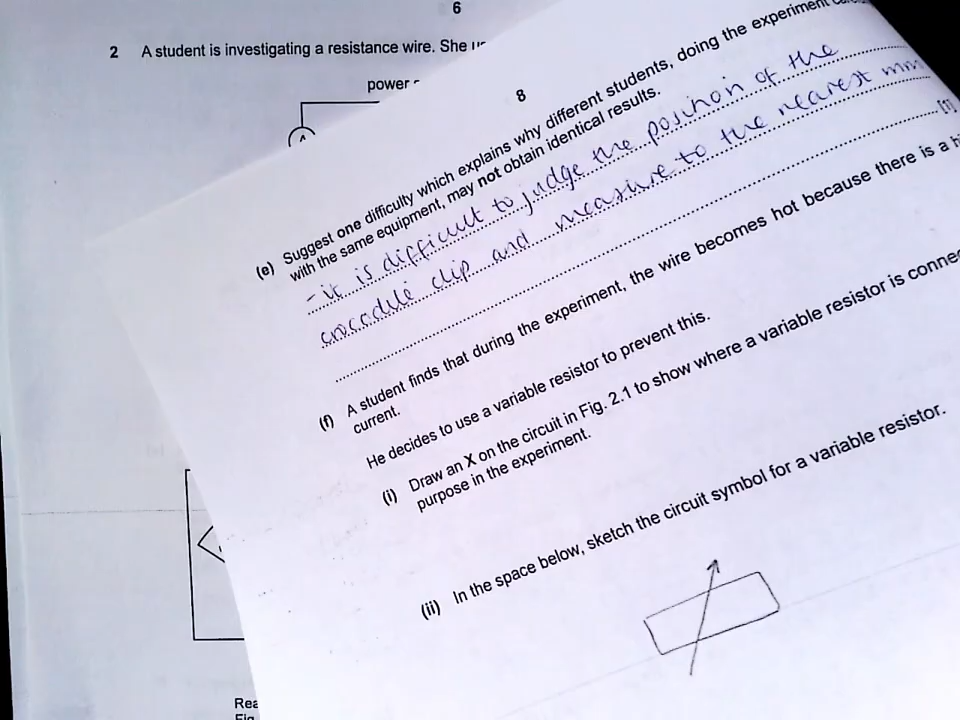 6
2 A student is investigating a resistance wire. She
power
A
8
(e) Suggest one difficulty which explains why different students, doing the experiment
with the same equipment, may not obtain identical results.
- it is difficult to judge the position of the
crocodile clip and measure to the nearest mm
[1]
(f) A student finds that during the experiment, the wire becomes hot because there is a
current.
He decides to use a variable resistor to prevent this.
(i) Draw an X on the circuit in Fig. 2.1 to show where a variable resistor is
purpose in the experiment.
(ii) In the space below, sketch the circuit symbol for a variable resistor.